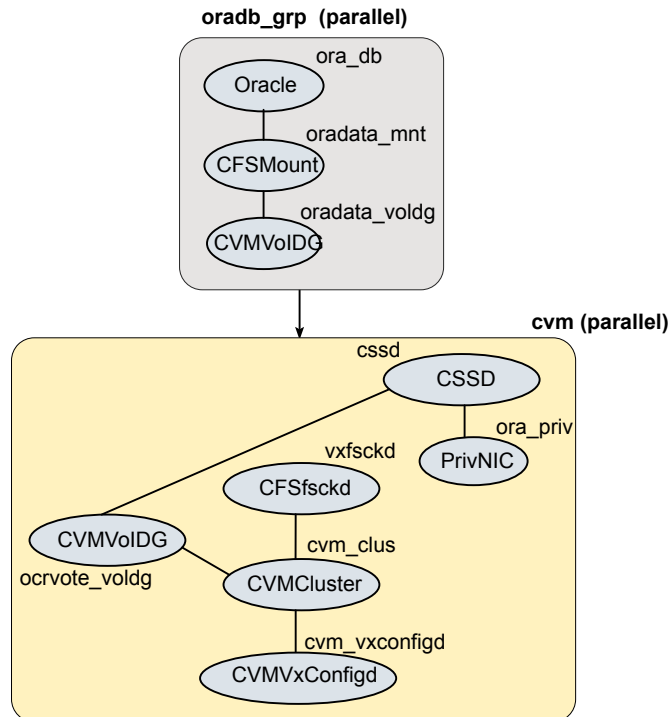 oradb_grp (parallel)
ora_db
Oracle
oradata_mnt
CFSMount
oradata_voldg
CVMVolDG
cvm (parallel)
cssd
CSSD
ora_priv
PrivNIC
vxfsckd
CFSfsckd
CVMVolDG
ocrvote_voldg
cvm_clus
CVMCluster
cvm_vxconfigd
CVMVxConfigd